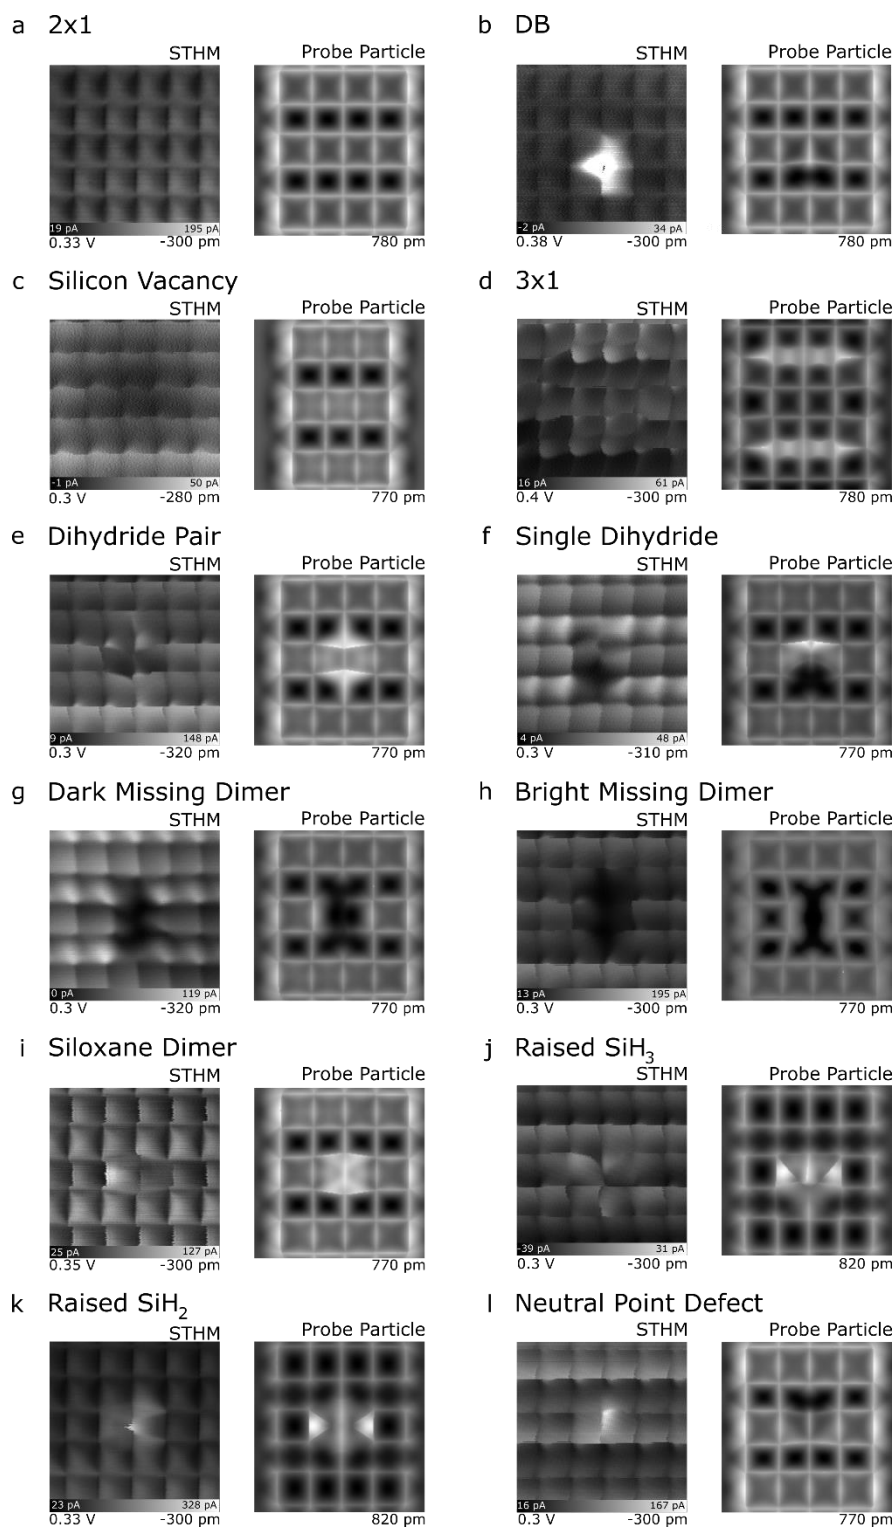 a 2x1
STHM
Probe Particle
19 pA 195 pA
0.33 V -300 pm
780 pm
b DB
STHM
Probe Particle
-2 pA 34 pA
0.38 V -300 pm
780 pm
c Silicon Vacancy
STHM
Probe Particle
-1 pA 50 pA
0.3 V -280 pm
770 pm
d 3x1
STHM
Probe Particle
16 pA 61 pA
0.4 V -300 pm
780 pm
e Dihydride Pair
STHM
Probe Particle
9 pA 148 pA
0.3 V -320 pm
770 pm
f Single Dihydride
STHM
Probe Particle
4 pA 48 pA
0.3 V -310 pm
770 pm
g Dark Missing Dimer
STHM
Probe Particle
0 pA 119 pA
0.3 V -320 pm
770 pm
h Bright Missing Dimer
STHM
Probe Particle
13 pA 195 pA
0.3 V -300 pm
770 pm
i Siloxane Dimer
STHM
Probe Particle
25 pA 127 pA
0.35 V -300 pm
770 pm
j Raised SiH₃
STHM
Probe Particle
-39 pA 31 pA
0.3 V -300 pm
820 pm
k Raised SiH₂
STHM
Probe Particle
23 pA 328 pA
0.33 V -300 pm
820 pm
l Neutral Point Defect
STHM
Probe Particle
16 pA 167 pA
0.3 V -300 pm
770 pm